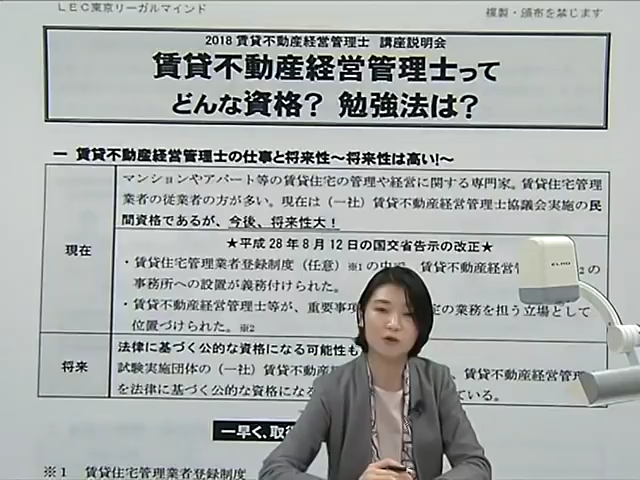 LEC東京リーガルマインド
複製・頒布を禁じます
2018 賃貸不動産経営管理士 講座説明会
賃貸不動産経営管理士って
どんな資格? 勉強法は?
一 賃貸不動産経営管理士の仕事と将来性～将来性は高い!～
現在
マンションやアパート等の賃貸住宅の管理や経営に関する専門家。賃貸住宅管理
業者の従業者の方が多い。現在は(一社)賃貸不動産経営管理士協議会実施の民
間資格であるが、今後、将来性大!
★平成28年8月12日の国交省告示の改正★
・賃貸住宅管理業者登録制度(任意)※1の中で、賃貸不動産経営管 2の
事務所への設置が義務付けられた。
・賃貸不動産経営管理士等が、重要事項 定の業務を担う立場として
位置づけられた。※2
将来
法律に基づく公的な資格になる可能性も
試験実施団体の(一社)賃貸不動産 賃貸不動産経営管理
を法律に基づく公的な資格にな ている。
一早く、取得
※1 賃貸住宅管理業者登録制度
ELMO